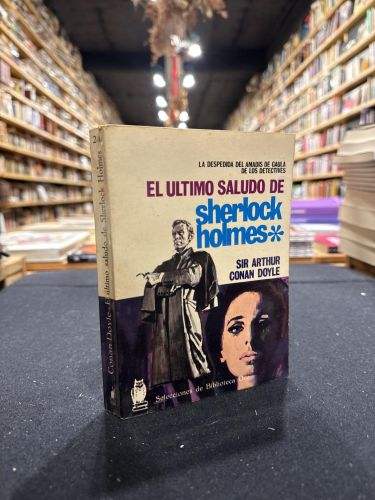 LA DESPEDIDA DEL AMADIS DE GAULA
DE LOS DETECTIVES
EL ULTIMO SALUDO DE
sherlock
holmes*
SIR ARTHUR
CONAN DOYLE
Selecciones de Biblioteca Oro
Conan Doyle - El último saludo de Sherlock Holmes